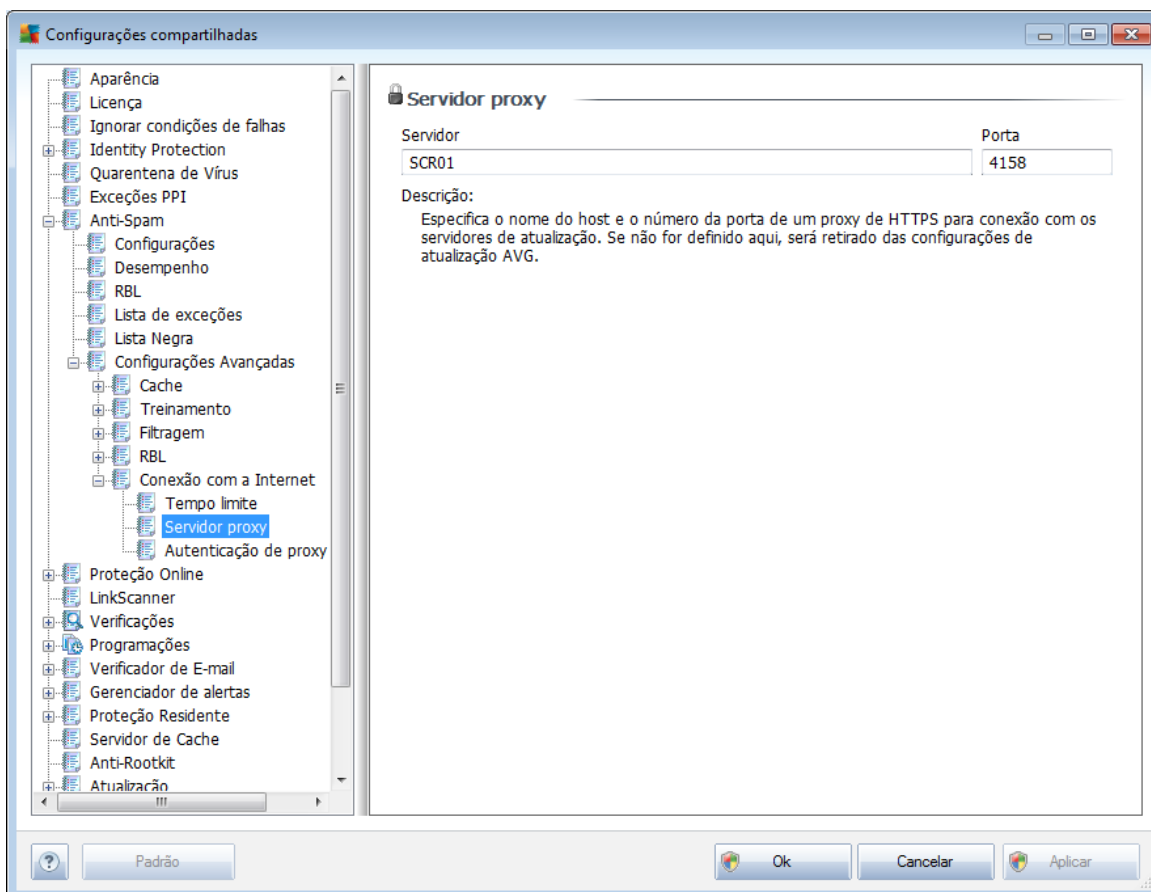 Configurações compartilhadas
Aparência
Licença
Ignorar condições de falhas
Identity Protection
Quarentena de Vírus
Exceções PPI
Anti-Spam
Configurações
Desempenho
RBL
Lista de exceções
Lista Negra
Configurações Avançadas
Cache
Treinamento
Filtragem
RBL
Conexão com a Internet
Tempo limite
Servidor proxy
Autenticação de proxy
Proteção Online
LinkScanner
Verificações
Programações
Verificador de E-mail
Gerenciador de alertas
Proteção Residente
Servidor de Cache
Anti-Rootkit
Atualização
Servidor proxy
Servidor Porta
SCR01 4158
Descrição:
Especifica o nome do host e o número da porta de um proxy de HTTPS para conexão com os
servidores de atualização. Se não for definido aqui, será retirado das configurações de
atualização AVG.
? Padrão Ok Cancelar Aplicar